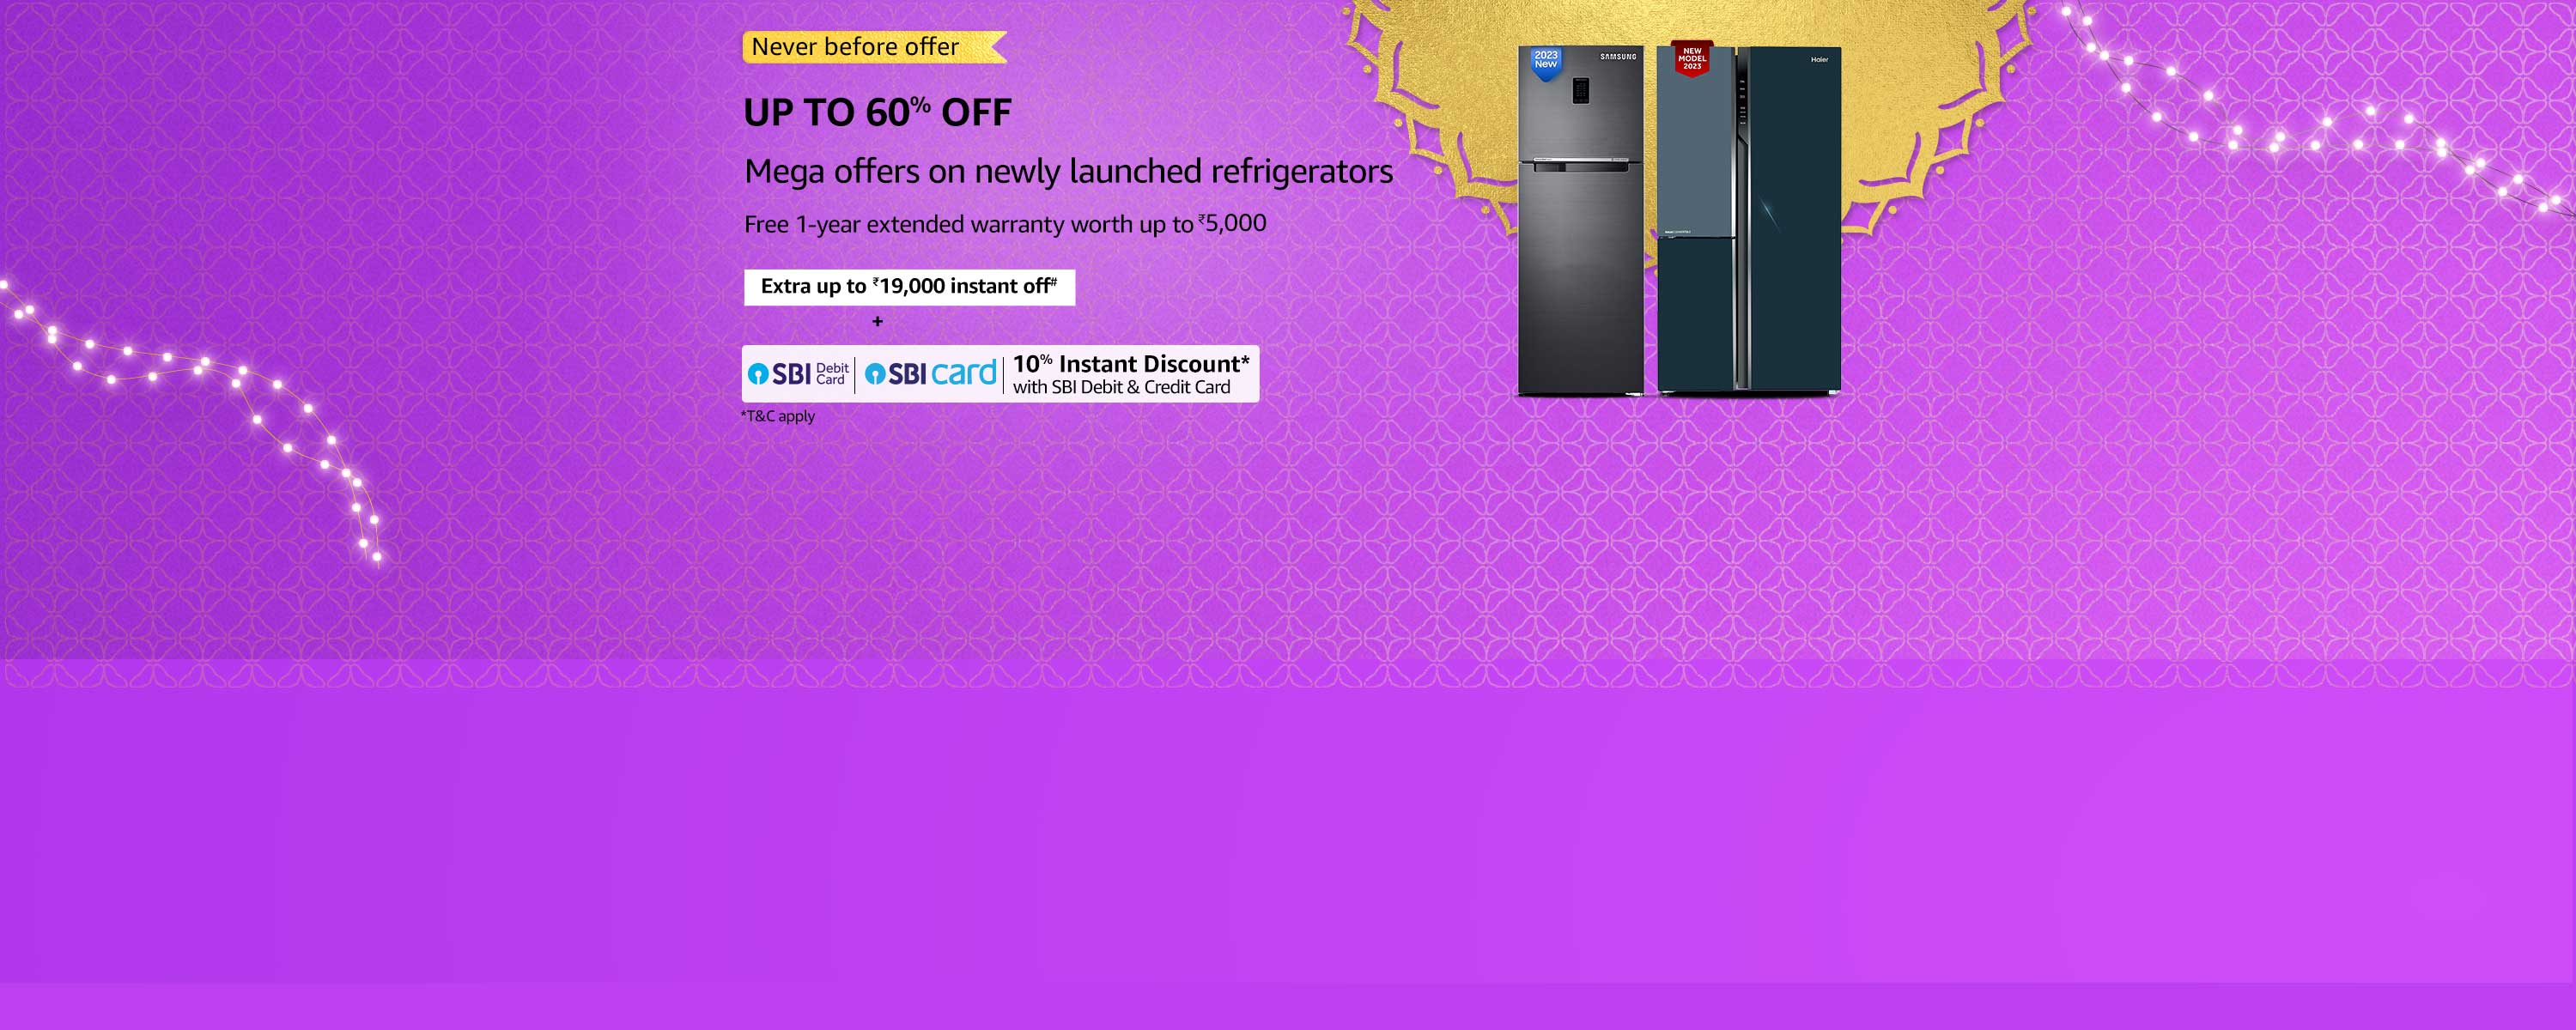 Never before offer
UP TO 60% OFF
Mega offers on newly launched refrigerators
Free 1-year extended warranty worth up to ₹5,000
Extra up to ₹19,000 instant off#
+
SBI Debit Card
SBI card
10% Instant Discount*
with SBI Debit & Credit Card
*T&C apply
2023
New
SAMSUNG
NEW
MODEL
2023
Haier